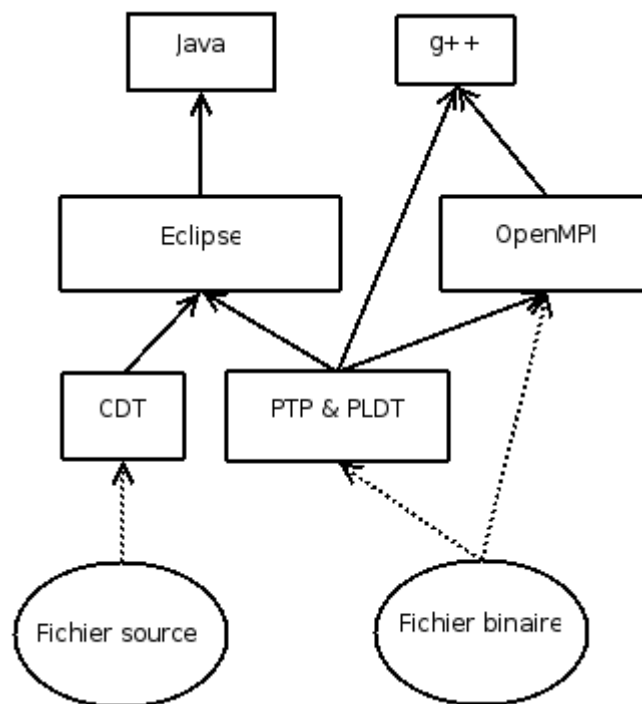 Java
g++
Eclipse
OpenMPI
CDT
PTP & PLDT
Fichier source
Fichier binaire